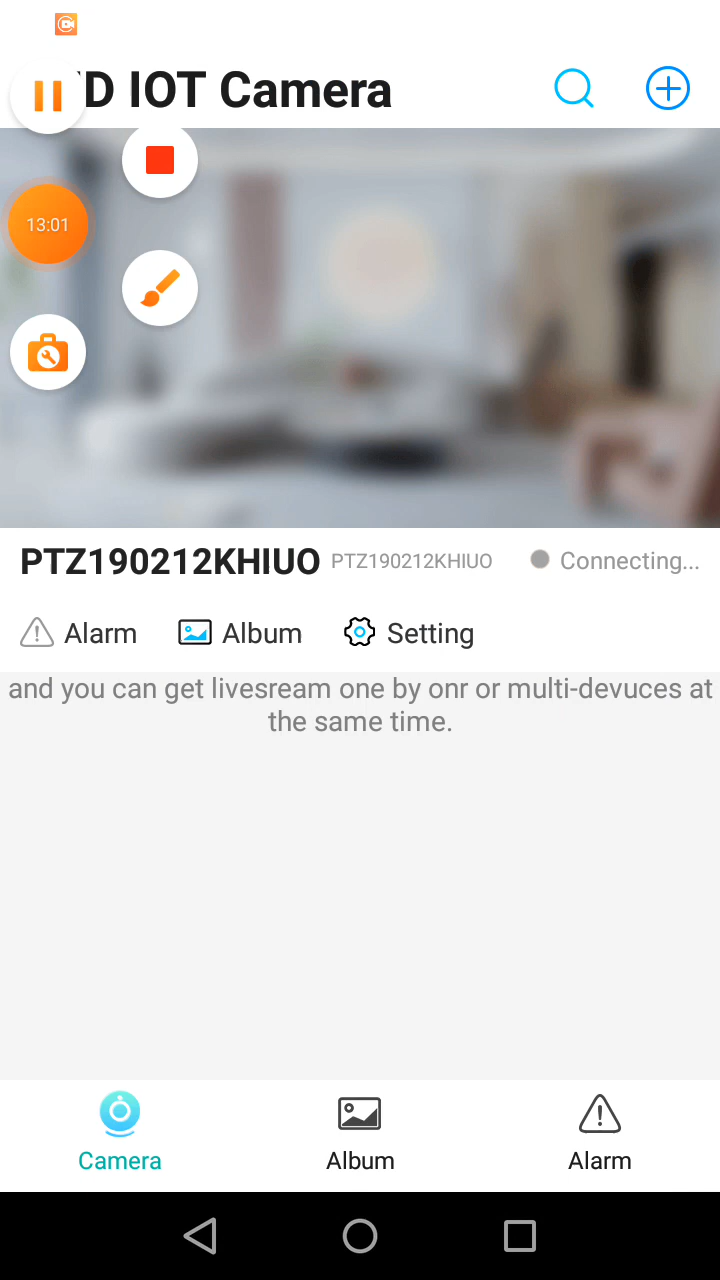 D IOT Camera
13:01
PTZ190212KHIUO PTZ190212KHIUO Connecting...
Alarm Album Setting
and you can get livesream one by onr or multi-devuces at
the same time.
Camera Album Alarm